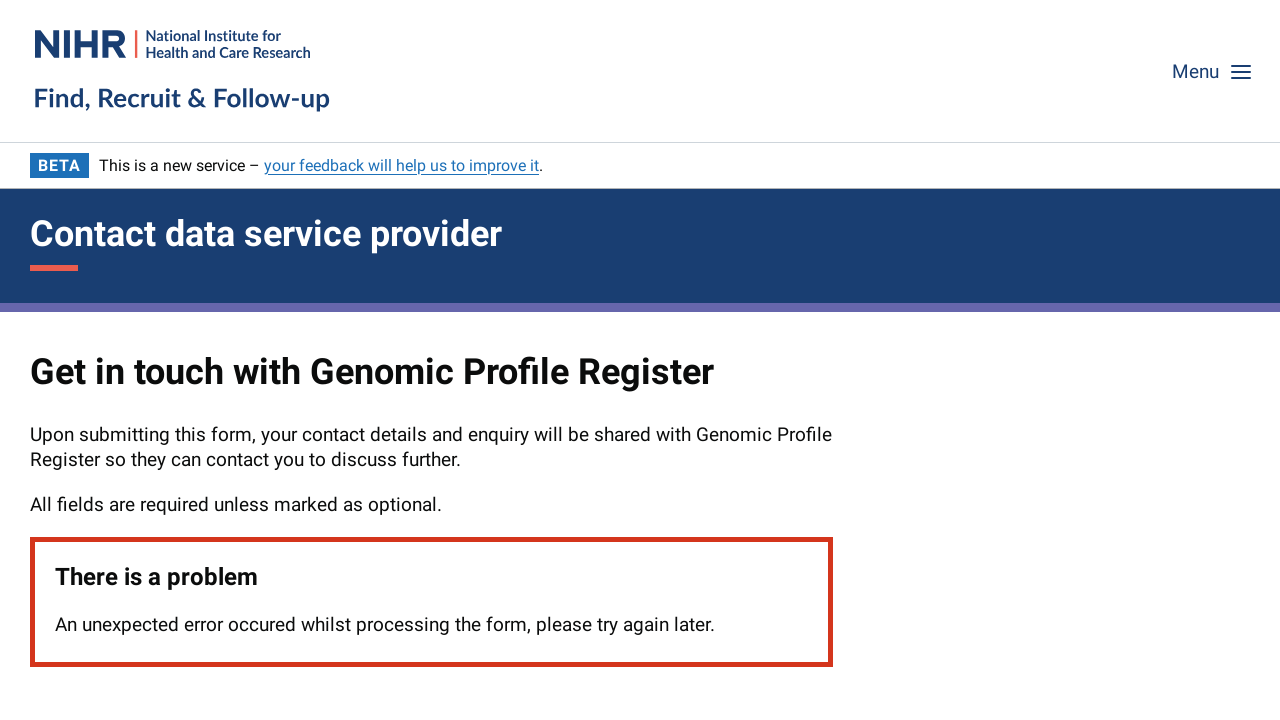 NIHR | National Institute for
Health and Care Research
Find, Recruit & Follow-up
Menu
BETA This is a new service – your feedback will help us to improve it.
Contact data service provider
Get in touch with Genomic Profile Register
Upon submitting this form, your contact details and enquiry will be shared with Genomic Profile
Register so they can contact you to discuss further.
All fields are required unless marked as optional.
There is a problem
An unexpected error occured whilst processing the form, please try again later.